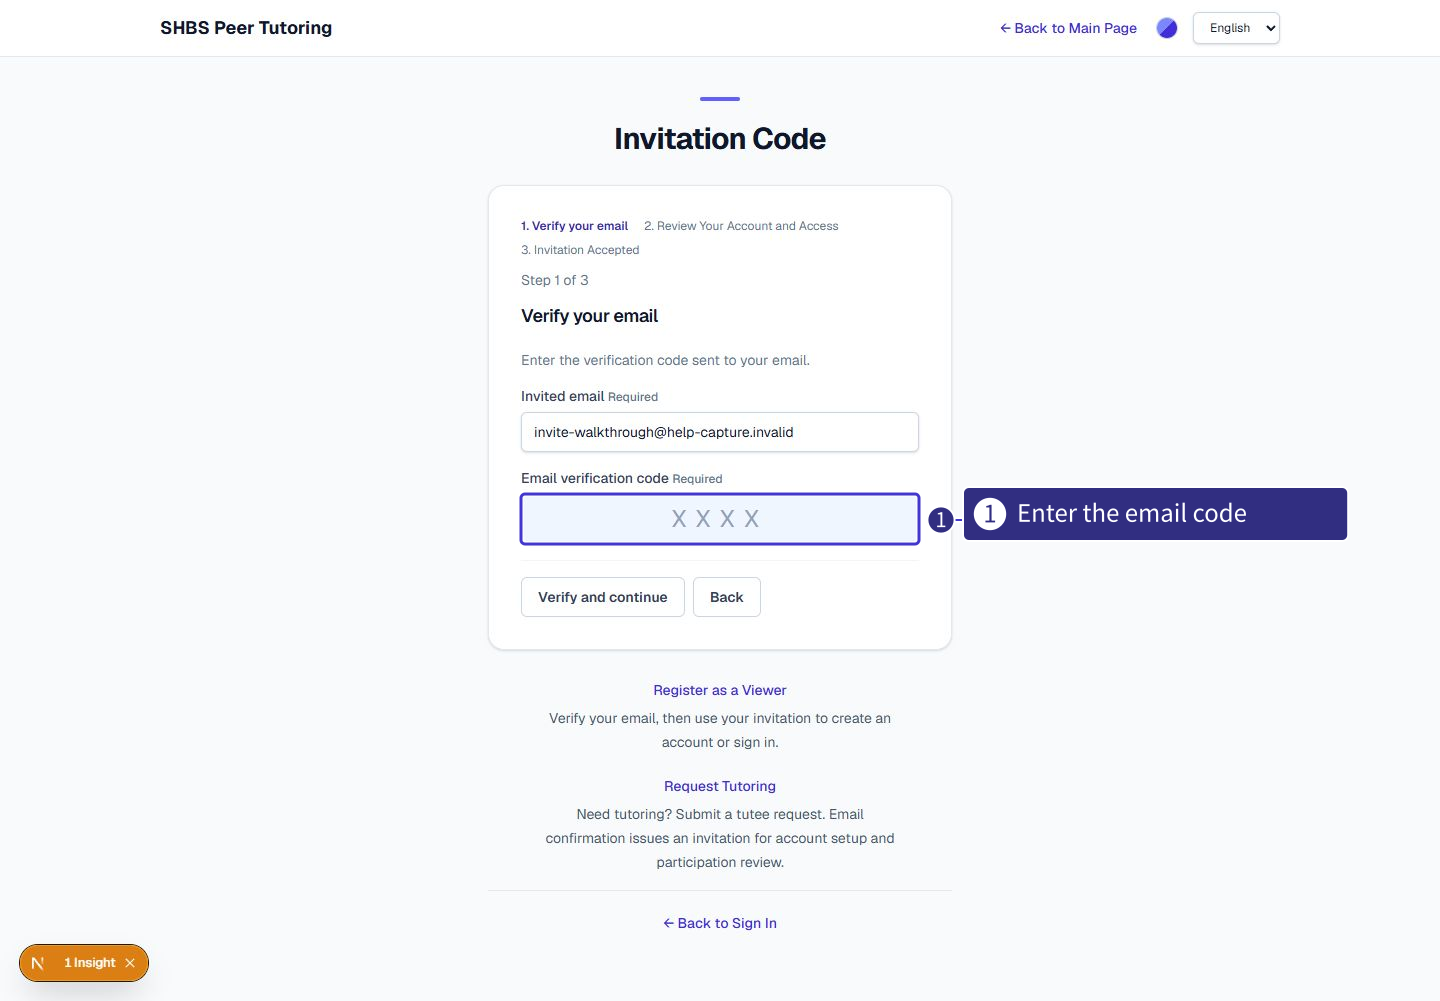 SHBS Peer Tutoring
← Back to Main Page
English
Invitation Code
1. Verify your email 2. Review Your Account and Access
3. Invitation Accepted
Step 1 of 3
Verify your email
Enter the verification code sent to your email.
Invited email Required
invite-walkthrough@help-capture.invalid
Email verification code Required
X X X X
1
1 Enter the email code
Verify and continue
Back
Register as a Viewer
Verify your email, then use your invitation to create an
account or sign in.
Request Tutoring
Need tutoring? Submit a tutee request. Email
confirmation issues an invitation for account setup and
participation review.
← Back to Sign In
N 1 Insight ×